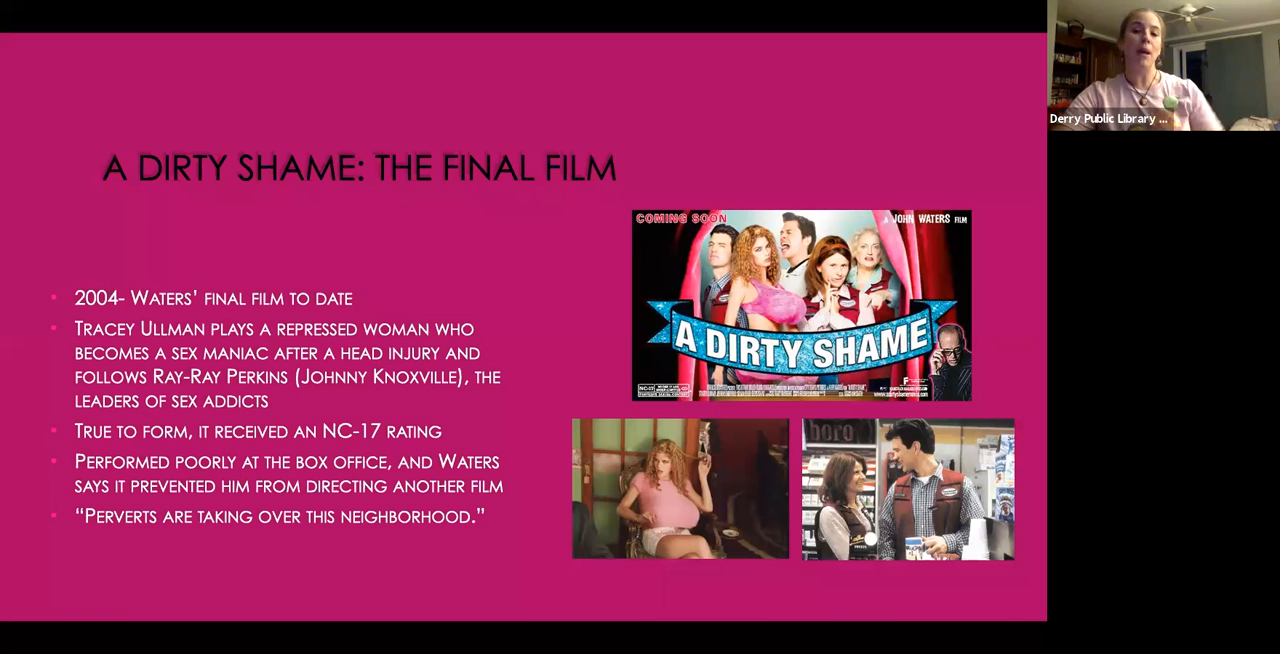 A DIRTY SHAME: THE FINAL FILM
• 2004- WATERS’ FINAL FILM TO DATE
• TRACEY ULLMAN PLAYS A REPRESSED WOMAN WHO
BECOMES A SEX MANIAC AFTER A HEAD INJURY AND
FOLLOWS RAY-RAY PERKINS (JOHNNY KNOXVILLE), THE
LEADERS OF SEX ADDICTS
• TRUE TO FORM, IT RECEIVED AN NC-17 RATING
• PERFORMED POORLY AT THE BOX OFFICE, AND WATERS
SAYS IT PREVENTED HIM FROM DIRECTING ANOTHER FILM
• “PERVERTS ARE TAKING OVER THIS NEIGHBORHOOD.”
COMING SOON
A JOHN WATERS FILM
A DIRTY SHAME
NC-17
boro
Derry Public Library ...